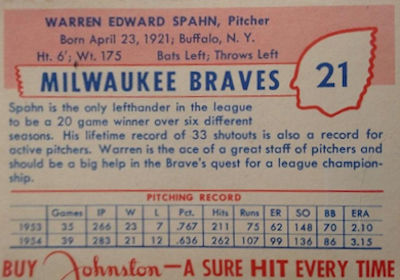 WARREN EDWARD SPAHN, Pitcher
Born April 23, 1921; Buffalo, N. Y.
Ht. 6'; Wt. 175 Bats Left; Throws Left
MILWAUKEE BRAVES 21
Spahn is the only lefthander in the league
to be a 20 game winner over six different
seasons. His lifetime record of 33 shutouts is also a record for
active pitchers. Warren is the ace of a great staff of pitchers and
should be a big help in the Brave's quest for a league champion-
ship.
PITCHING RECORD
Games IP W L Pct. Hits Runs ER SO BB ERA
1953 35 266 23 7 .767 211 75 62 148 70 2.10
1954 39 283 21 12 .636 262 107 99 136 86 3.15
BUY Johnston—A SURE HIT EVERY TIME